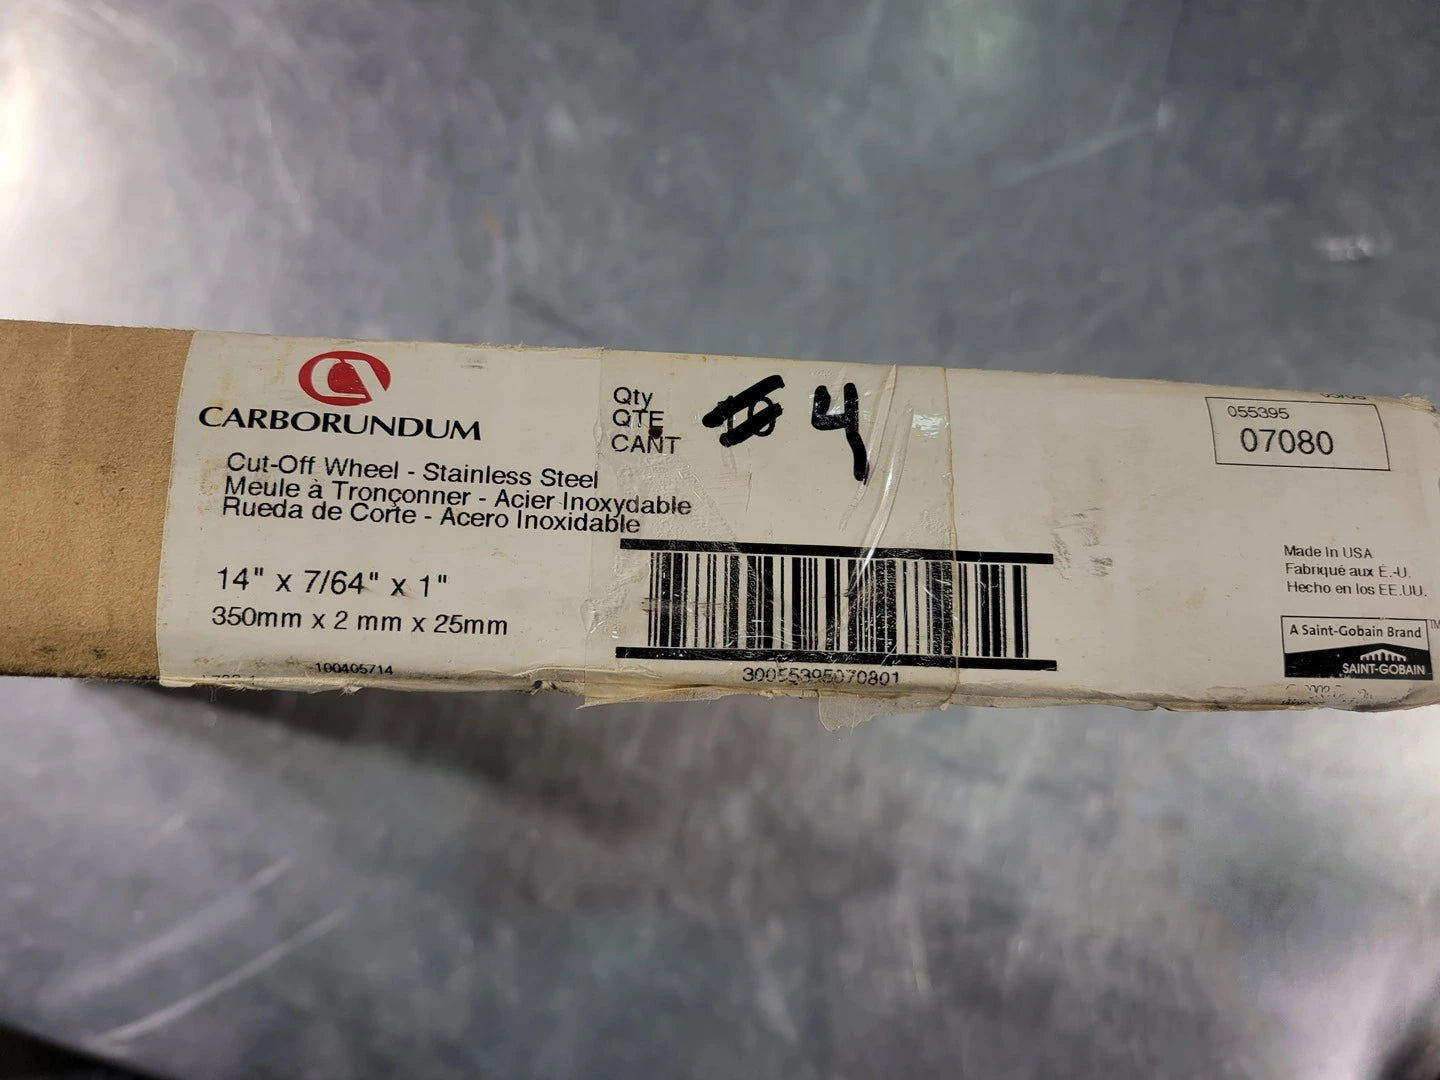 CARBORUNDUM
Cut-Off Wheel - Stainless Steel
Meule à Tronçonner - Acier Inoxydable
Rueda de Corte - Acero Inoxidable
14" x 7/64" x 1"
350mm x 2 mm x 25mm
100405714
Qty
QTE
CANT
4
30055395070801
055395
07080
Made In USA
Fabriqué aux É.-U.
Hecho en los EE.UU.
A Saint-Gobain Brand
TM
SAINT-GOBAIN